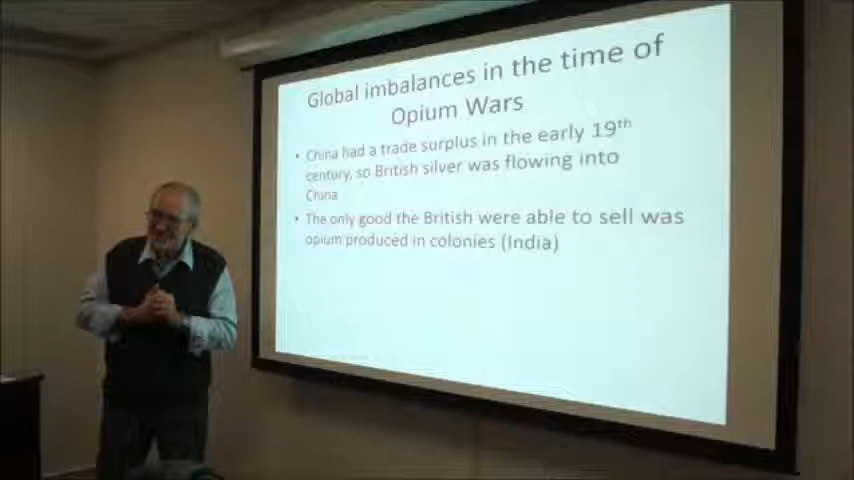 Global imbalances in the time of
Opium Wars
• China had a trade surplus in the early 19th
century, so British silver was flowing into
China
• The only good the British were able to sell was
opium produced in colonies (India)